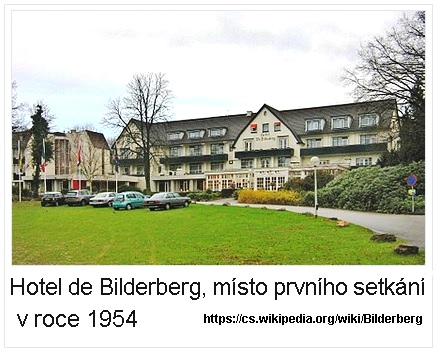 Hotel de Bilderberg, místo prvního setkání
v roce 1954 https://cs.wikipedia.org/wiki/Bilderberg